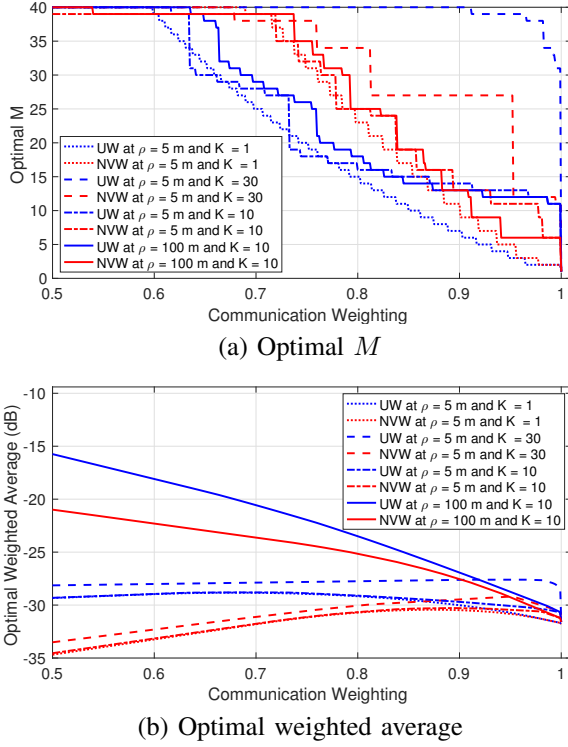 40
35
30
25
20
15
10
5
0
Optimal M
UW at ρ = 5 m and K = 1
NVW at ρ = 5 m and K = 1
UW at ρ = 5 m and K = 30
NVW at ρ = 5 m and K = 30
UW at ρ = 5 m and K = 10
NVW at ρ = 5 m and K = 10
UW at ρ = 100 m and K = 10
NVW at ρ = 100 m and K = 10
0.5 0.6 0.7 0.8 0.9 1
Communication Weighting
(a) Optimal M
-10
-15
-20
-25
-30
-35
Optimal Weighted Average (dB)
UW at ρ = 5 m and K = 1
NVW at ρ = 5 m and K = 1
UW at ρ = 5 m and K = 30
NVW at ρ = 5 m and K = 30
UW at ρ = 5 m and K = 10
NVW at ρ = 5 m and K = 10
UW at ρ = 100 m and K = 10
NVW at ρ = 100 m and K = 10
0.5 0.6 0.7 0.8 0.9 1
Communication Weighting
(b) Optimal weighted average